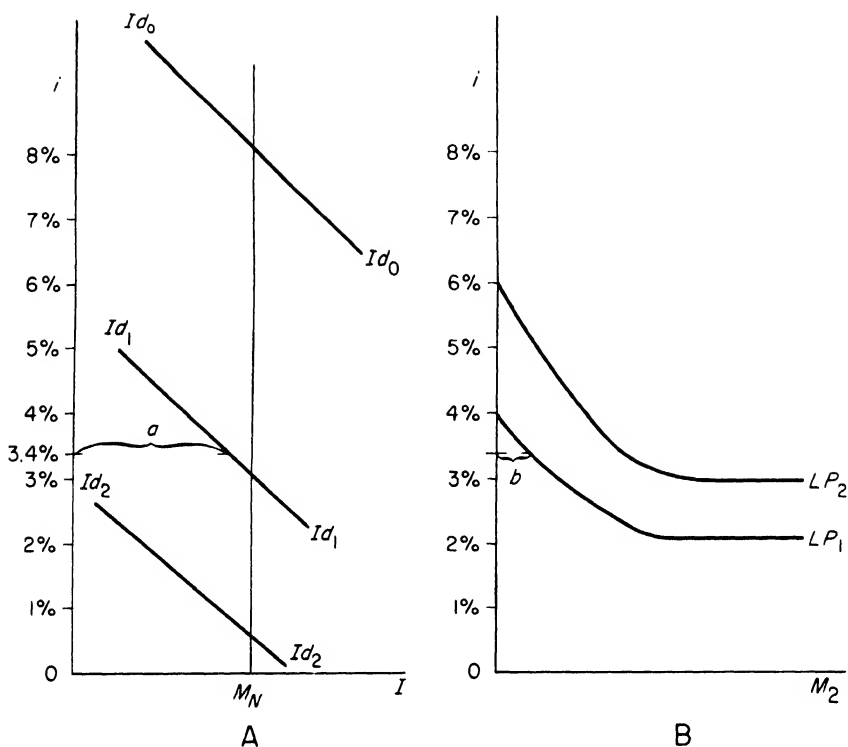 Id₀
i
8%
7%
6%
5%
4%
3.4%
3%
2%
1%
0
Id₀
Id₁
a
Id₁
Id₂
Id₂
M_N
I
A
i
8%
7%
6%
5%
4%
3%
2%
1%
0
b
LP₂
LP₁
M₂
B